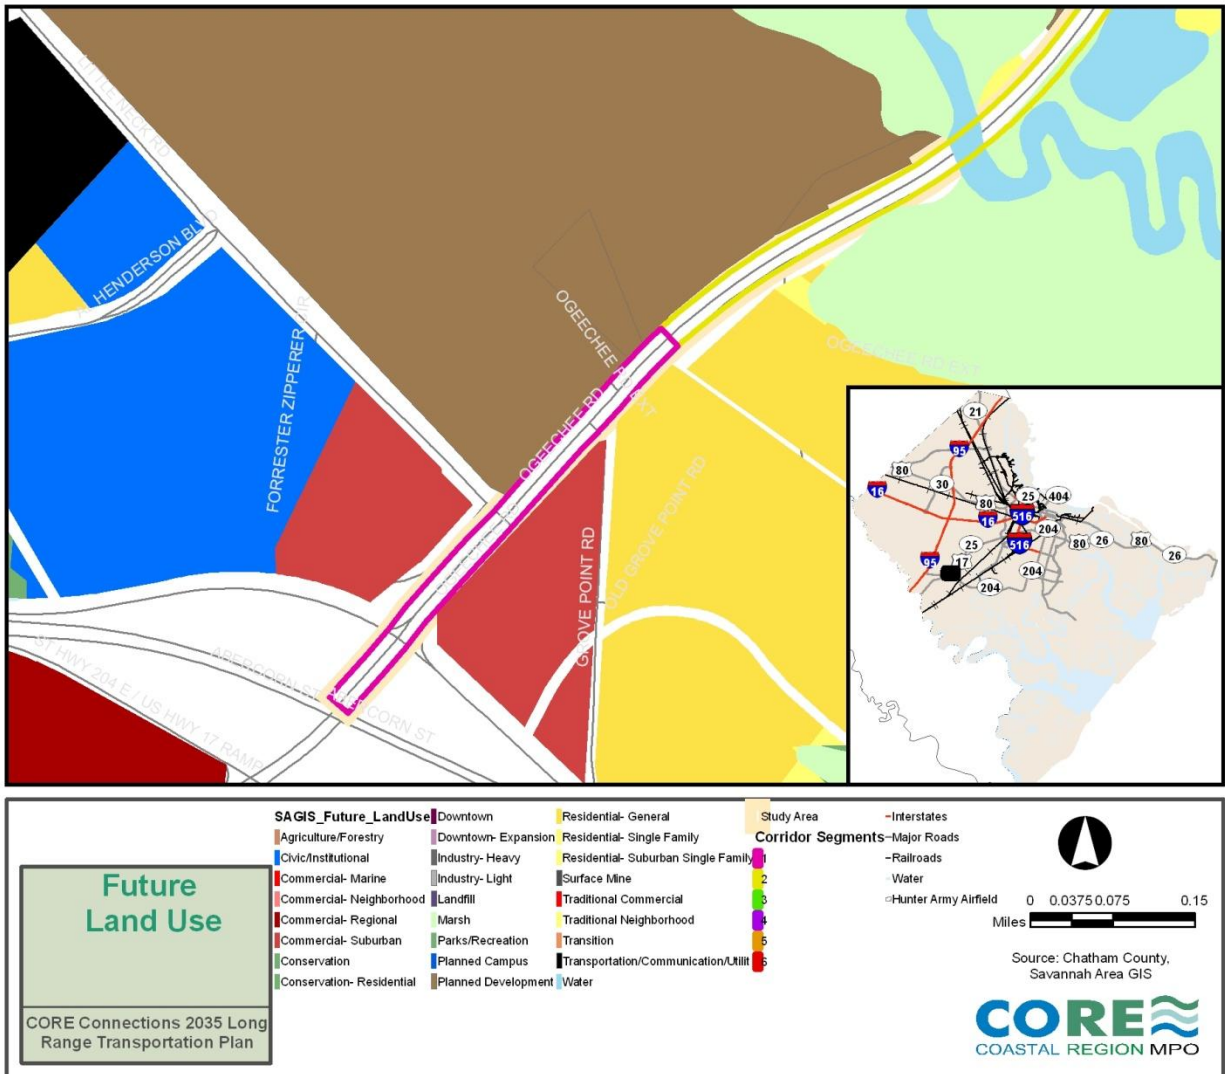 LITTLE NECK RD
HENDERSON BLVD
FORRESTER ZIPPERER CIR
OGEECHEE RD EXT
OGEECHEE RD
OGEECHEE RD EXT
OLD GROVE POINT RD
GROVE POINT RD
ABERCORN ST
ABERCORN ST
ST HWY 204 E / US HWY 17 RAMP
21
95
80
30
16
80
25
404
516
16
204
516
80
26
80
26
25
95
17
204
204
Future
Land Use
CORE Connections 2035 Long
Range Transportation Plan
SAGIS_Future_LandUse
Agriculture/Forestry
Civic/Institutional
Commercial- Marine
Commercial- Neighborhood
Commercial- Regional
Commercial- Suburban
Conservation
Conservation- Residential
Downtown
Downtown- Expansion
Industry- Heavy
Industry- Light
Landfill
Marsh
Parks/Recreation
Planned Campus
Planned Development
Residential- General
Residential- Single Family
Residential- Suburban Single Family
Surface Mine
Traditional Commercial
Traditional Neighborhood
Transition
Transportation/Communication/Utilit
Water
Study Area
Corridor Segments
1
2
3
4
5
6
Interstates
Major Roads
Railroads
Water
Hunter Army Airfield
0 0.0375 0.075 0.15
Miles
Source: Chatham County,
Savannah Area GIS
CORE
COASTAL REGION MPO